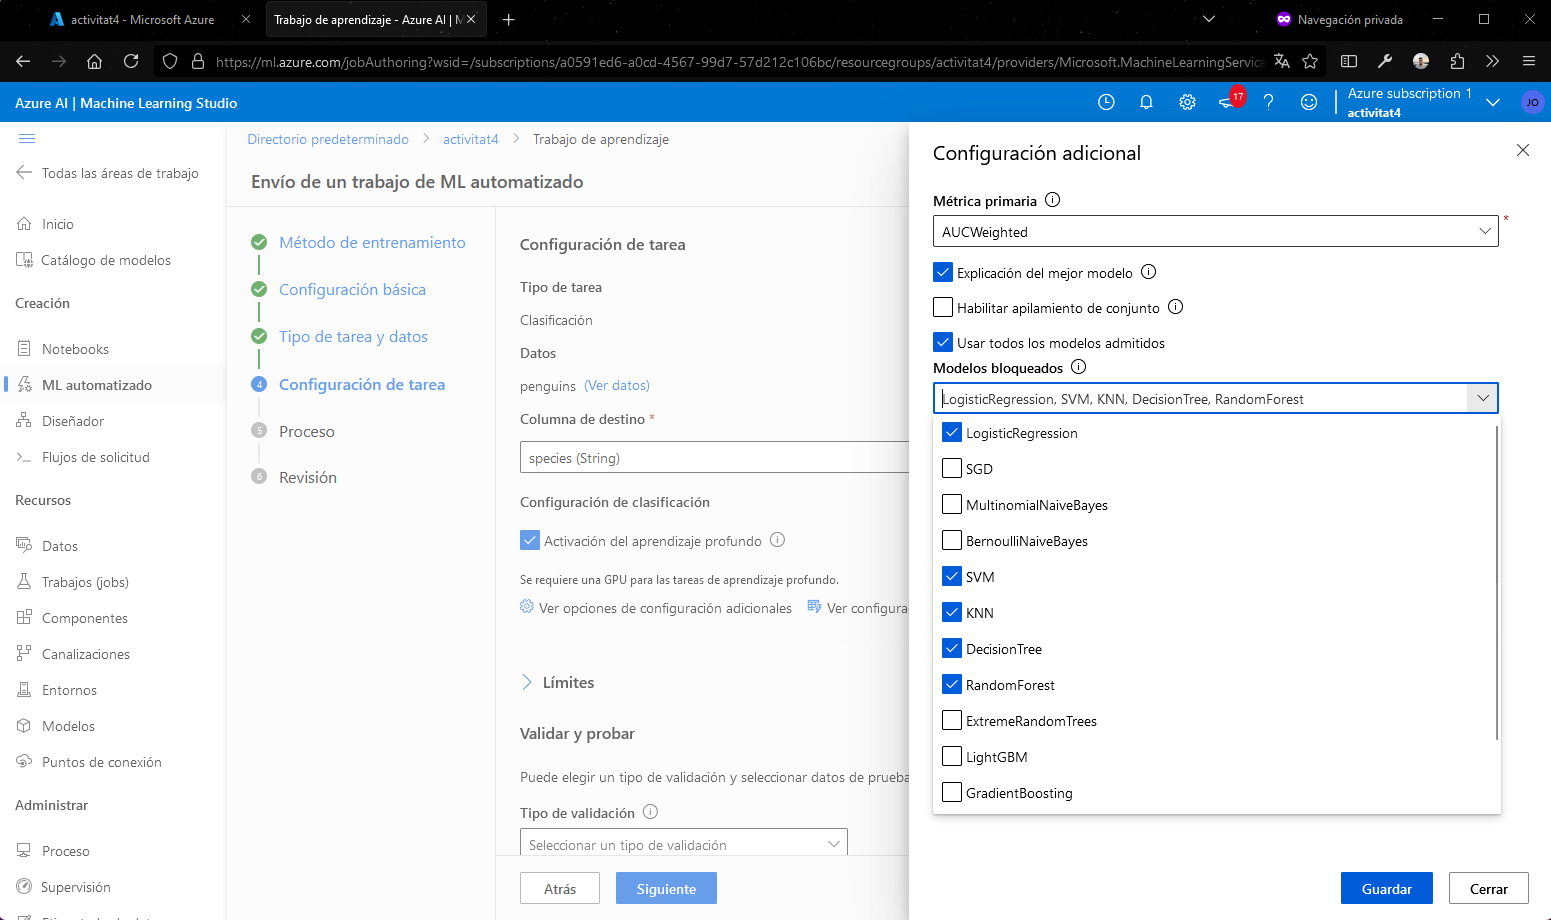 activitat4 - Microsoft Azure
Trabajo de aprendizaje - Azure AI | M
Navegación privada
https://ml.azure.com/jobAuthoring?wsid=/subscriptions/a0591ed6-a0cd-4567-99d7-57d212c106bc/resourcegroups/activitat4/providers/Microsoft.MachineLearningService
Azure AI | Machine Learning Studio
17
Azure subscription 1
activitat4
JO
Todas las áreas de trabajo
Inicio
Catálogo de modelos
Creación
Notebooks
ML automatizado
Diseñador
Flujos de solicitud
Recursos
Datos
Trabajos (jobs)
Componentes
Canalizaciones
Entornos
Modelos
Puntos de conexión
Administrar
Proceso
Supervisión
Directorio predeterminado > activitat4 > Trabajo de aprendizaje
Envío de un trabajo de ML automatizado
Método de entrenamiento
Configuración básica
Tipo de tarea y datos
4 Configuración de tarea
5 Proceso
6 Revisión
Configuración de tarea
Tipo de tarea
Clasificación
Datos
penguins (Ver datos)
Columna de destino *
species (String)
Configuración de clasificación
Activación del aprendizaje profundo
Se requiere una GPU para las tareas de aprendizaje profundo.
Ver opciones de configuración adicionales Ver configura
Límites
Validar y probar
Puede elegir un tipo de validación y seleccionar datos de prueba
Tipo de validación
Seleccionar un tipo de validación
Atrás
Siguiente
Configuración adicional
Métrica primaria
AUCWeighted
*
Explicación del mejor modelo
Habilitar apilamiento de conjunto
Usar todos los modelos admitidos
Modelos bloqueados
LogisticRegression, SVM, KNN, DecisionTree, RandomForest
LogisticRegression
SGD
MultinomialNaiveBayes
BernoulliNaiveBayes
SVM
KNN
DecisionTree
RandomForest
ExtremeRandomTrees
LightGBM
GradientBoosting
Guardar
Cerrar